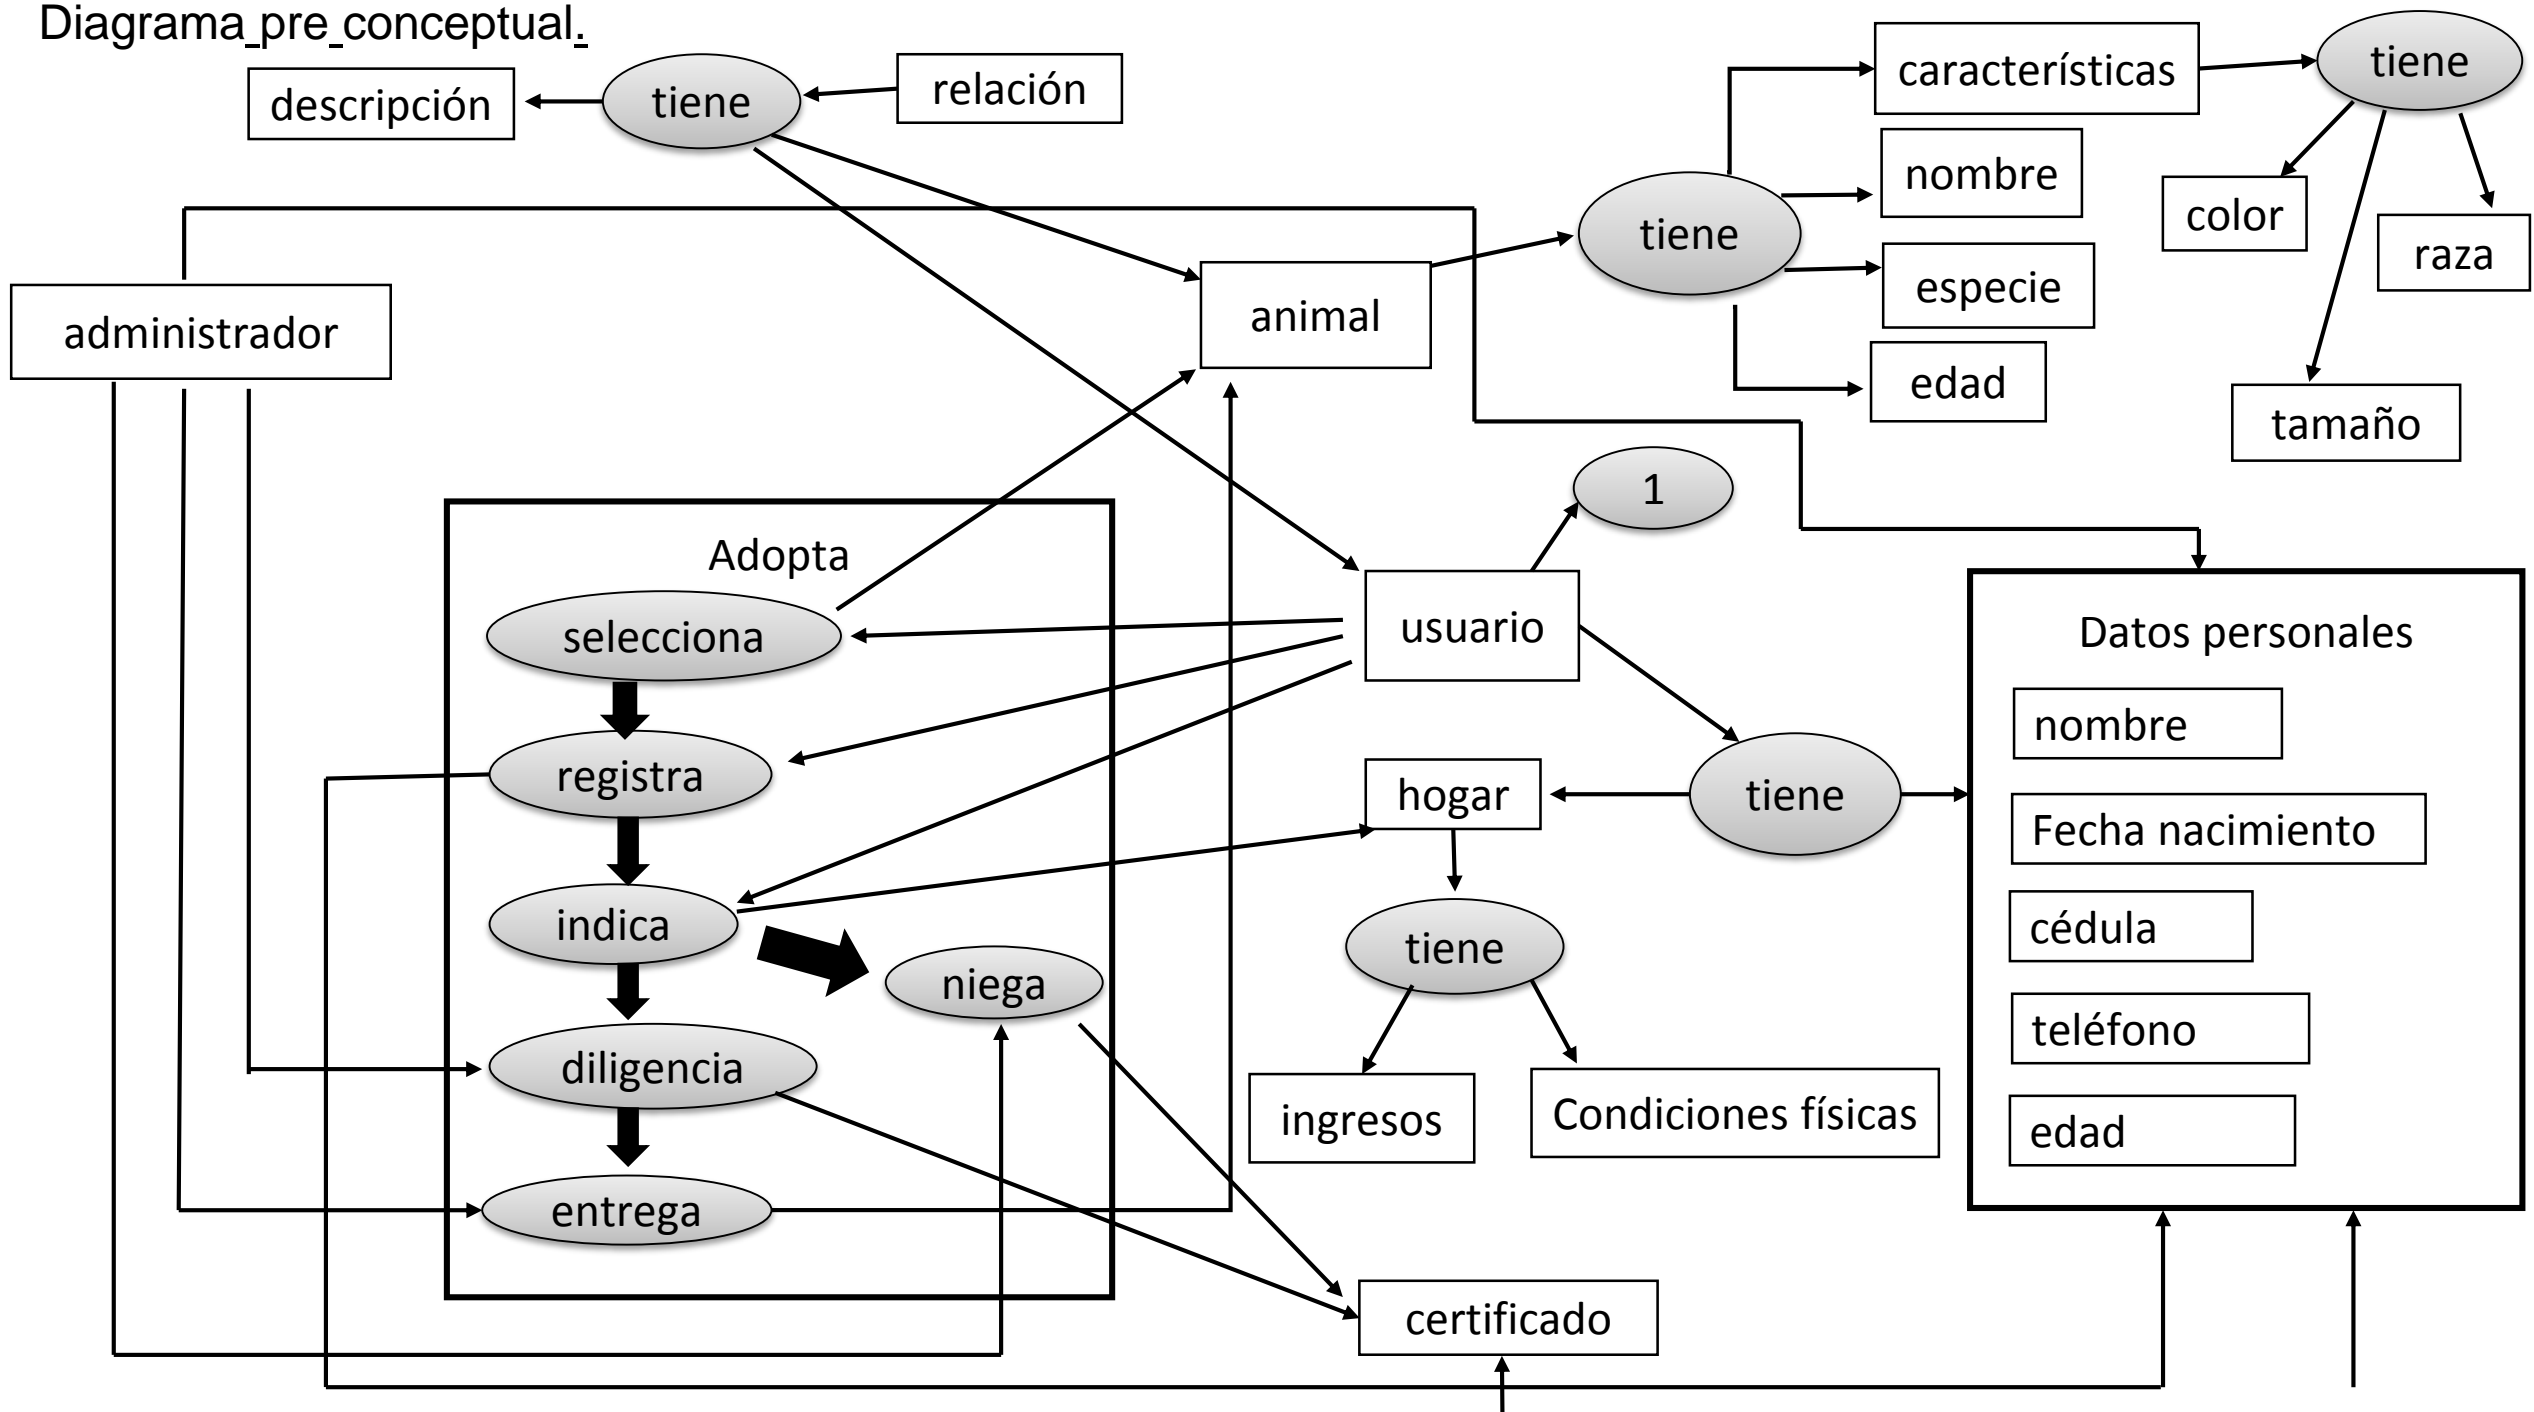 Diagrama pre conceptual.
descripción
tiene
relación
características
tiene
nombre
color
raza
tiene
especie
animal
administrador
edad
tamaño
1
Adopta
selecciona
usuario
Datos personales
nombre
registra
hogar
tiene
Fecha nacimiento
indica
cédula
tiene
niega
teléfono
diligencia
ingresos
Condiciones físicas
edad
entrega
certificado